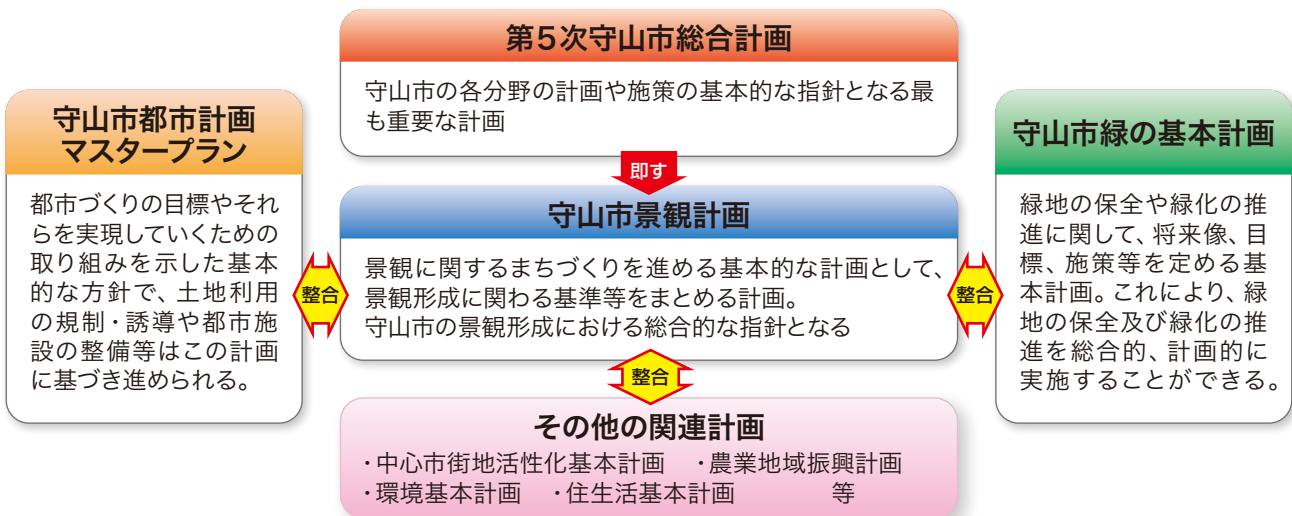 第5次守山市総合計画
守山市の各分野の計画や施策の基本的な指針となる最
も重要な計画
即す
守山市都市計画
マスタープラン
都市づくりの目標やそれ
らを実現していくための
取り組みを示した基本
的な方針で、土地利用
の規制・誘導や都市施
設の整備等はこの計画
に基づき進められる。
整合
守山市景観計画
景観に関するまちづくりを進める基本的な計画として、
景観形成に関わる基準等をまとめる計画。
守山市の景観形成における総合的な指針となる
整合
守山市緑の基本計画
緑地の保全や緑化の推
進に関して、将来像、目
標、施策等を定める基
本計画。これにより、緑
地の保全及び緑化の推
進を総合的、計画的に
実施することができる。
整合
その他の関連計画
・中心市街地活性化基本計画　・農業地域振興計画
・環境基本計画　・住生活基本計画　等